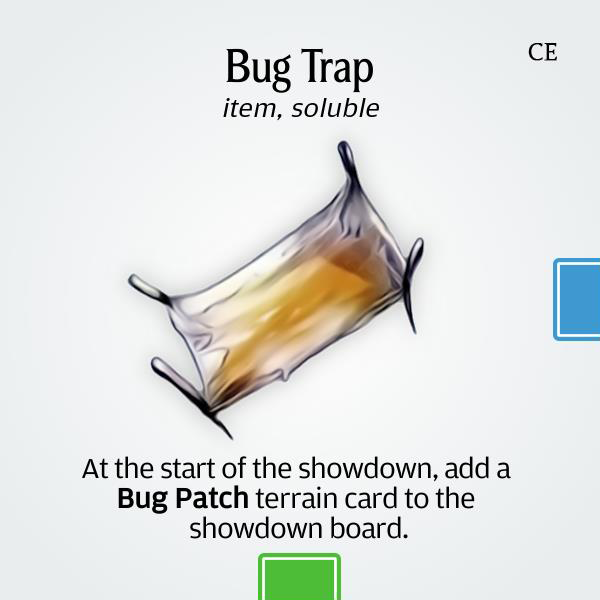 Bug Trap
CE
item, soluble
At the start of the showdown, add a
Bug Patch terrain card to the
showdown board.